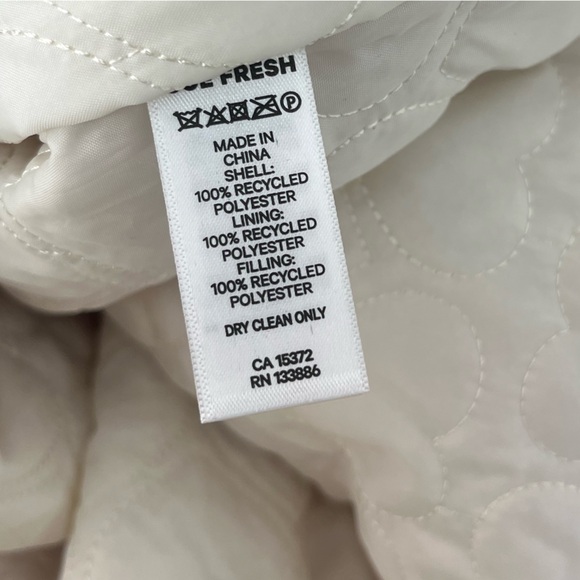 FRESH
P
MADE IN
CHINA
SHELL:
100% RECYCLED
POLYESTER
LINING:
100% RECYCLED
POLYESTER
FILLING:
100% RECYCLED
POLYESTER
DRY CLEAN ONLY
CA 15372
RN 133886